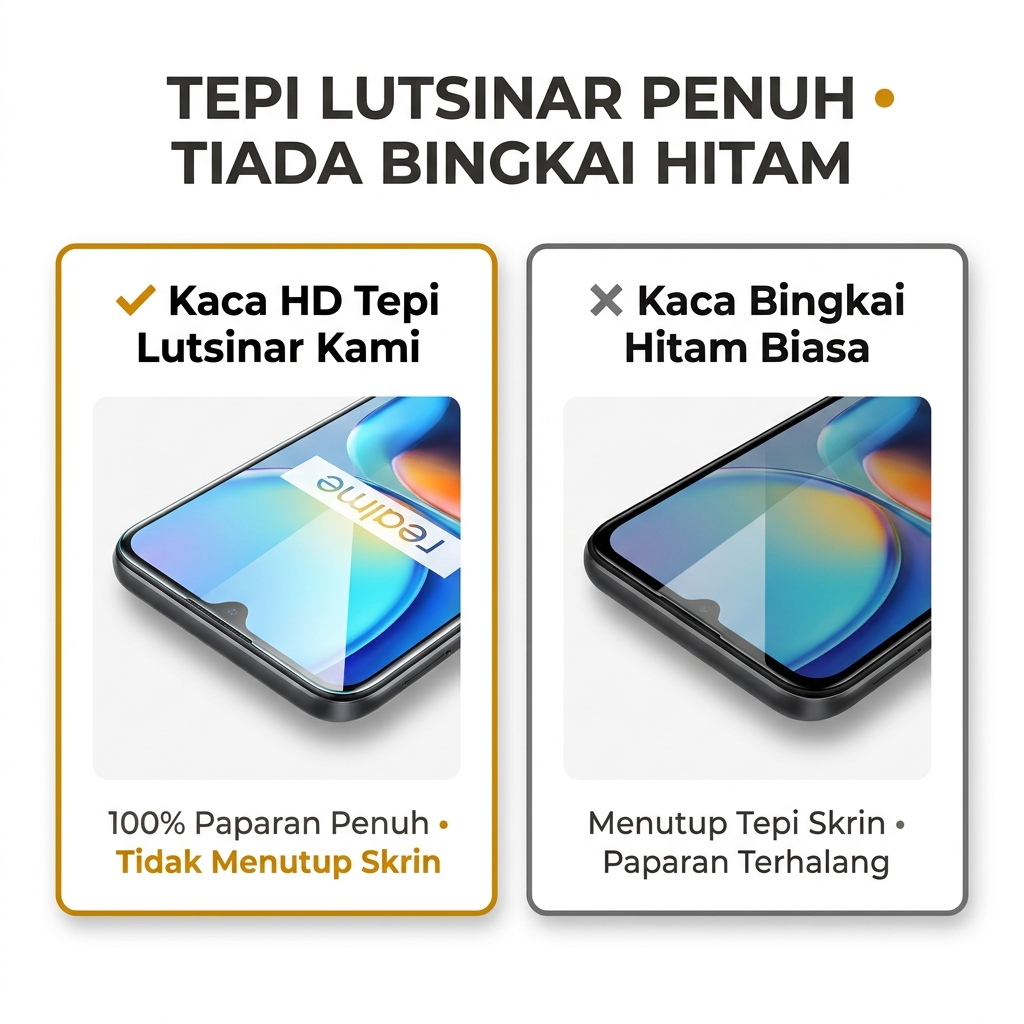 TEPI LUTSINAR PENUH •
TIADA BINGKAI HITAM
✓ Kaca HD Tepi
Lutsinar Kami
realme
100% Paparan Penuh •
Tidak Menutup Skrin
✕ Kaca Bingkai
Hitam Biasa
Menutup Tepi Skrin •
Paparan Terhalang